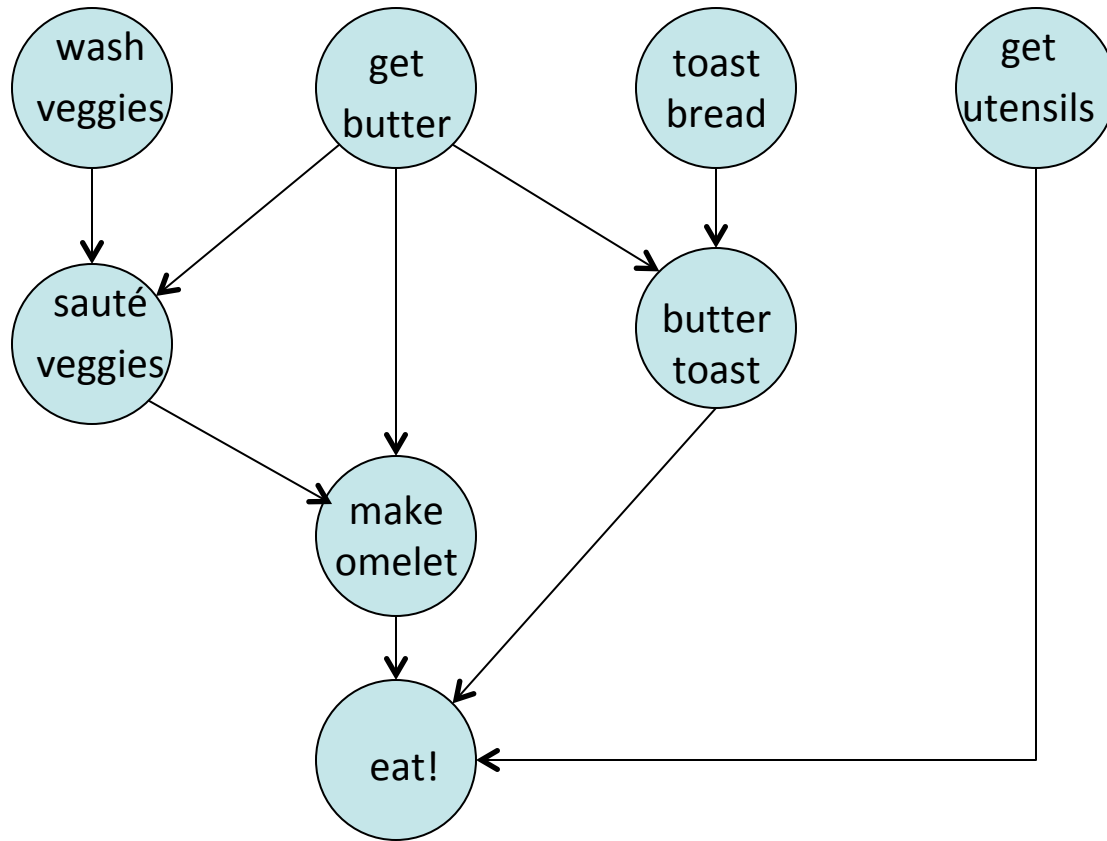 wash
veggies
get
butter
toast
bread
get
utensils
sauté
veggies
butter
toast
make
omelet
eat!